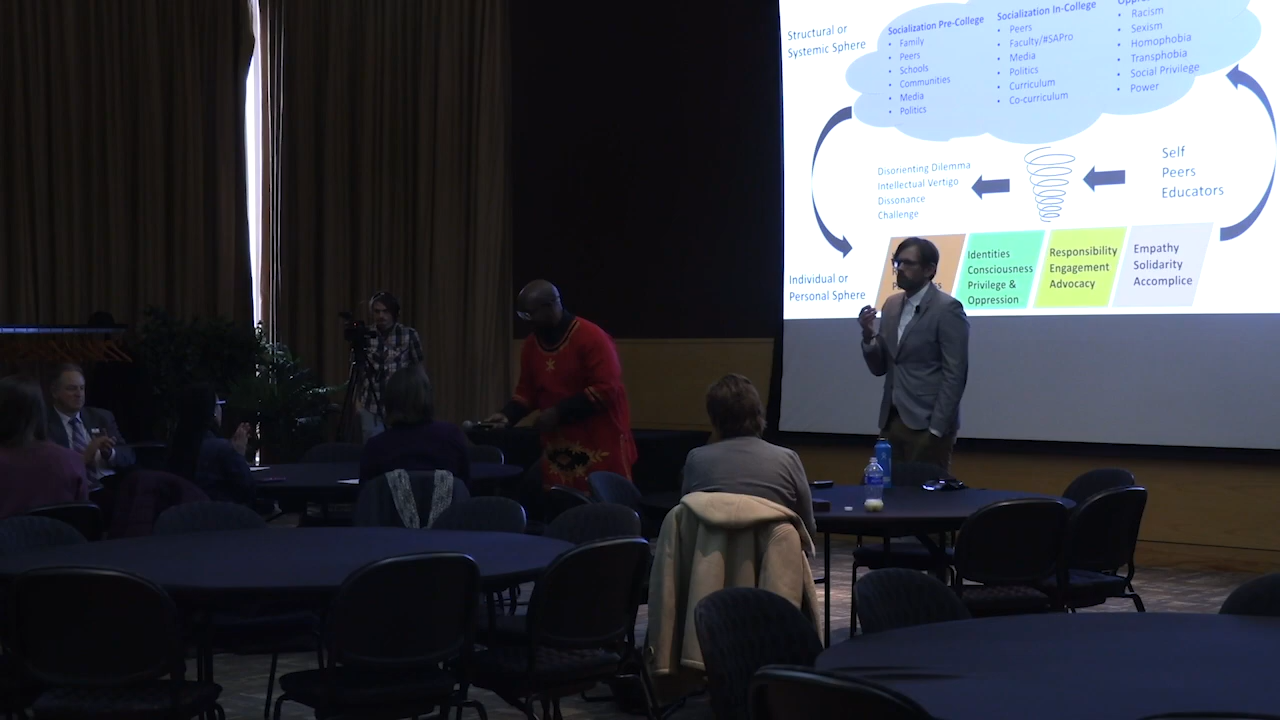 Structural or
Systemic Sphere
Socialization Pre-College
• Family
• Peers
• Schools
• Communities
• Media
• Politics
Socialization In-College
• Peers
• Faculty/#SAPro
• Media
• Politics
• Curriculum
• Co-curriculum
• Racism
• Sexism
• Homophobia
• Transphobia
• Social Privilege
• Power
Disorienting Dilemma
Intellectual Vertigo
Dissonance
Challenge
Self
Peers
Educators
Individual or
Personal Sphere
Identities
Consciousness
Privilege &
Oppression
Responsibility
Engagement
Advocacy
Empathy
Solidarity
Accomplice